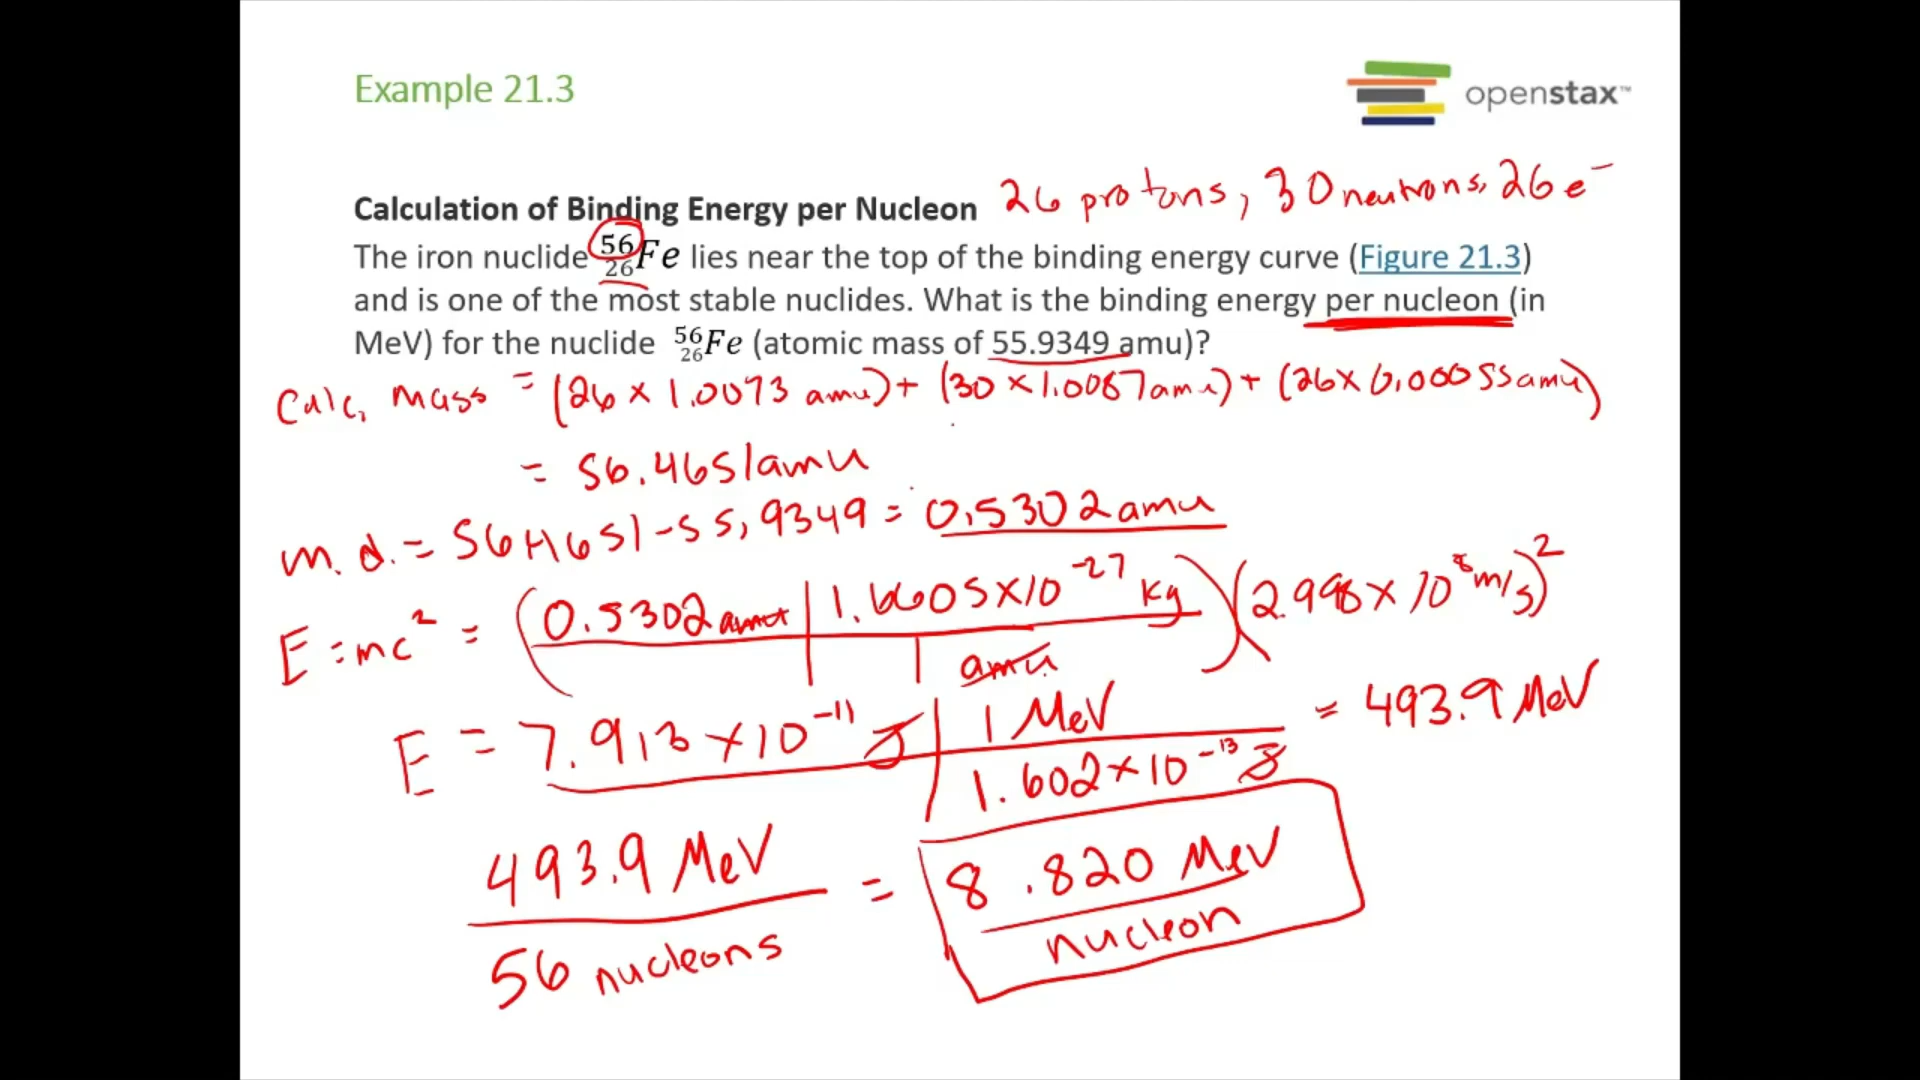 Example 21.3
openstax™
Calculation of Binding Energy per Nucleon 26 protons, 30 neutrons, 26 e⁻
The iron nuclide ⁵⁶₂₆Fe lies near the top of the binding energy curve (Figure 21.3)
and is one of the most stable nuclides. What is the binding energy per nucleon (in
MeV) for the nuclide ⁵⁶₂₆Fe (atomic mass of 55.9349 amu)?
Calc. mass = (26 × 1.0073 amu) + (30 × 1.0087 amu) + (26 × 0.00055 amu)
= 56.4651 amu
m.d. = 56.4651 - 55.9349 = 0.5302 amu
E = mc² = (0.5302 amu | 1.6605 × 10⁻²⁷ kg / 1 amu) (2.998 × 10⁸ m/s)²
E = 7.913 × 10⁻¹¹ J | 1 MeV / 1.602 × 10⁻¹³ J = 493.9 MeV
493.9 MeV / 56 nucleons = 8.820 MeV / nucleon